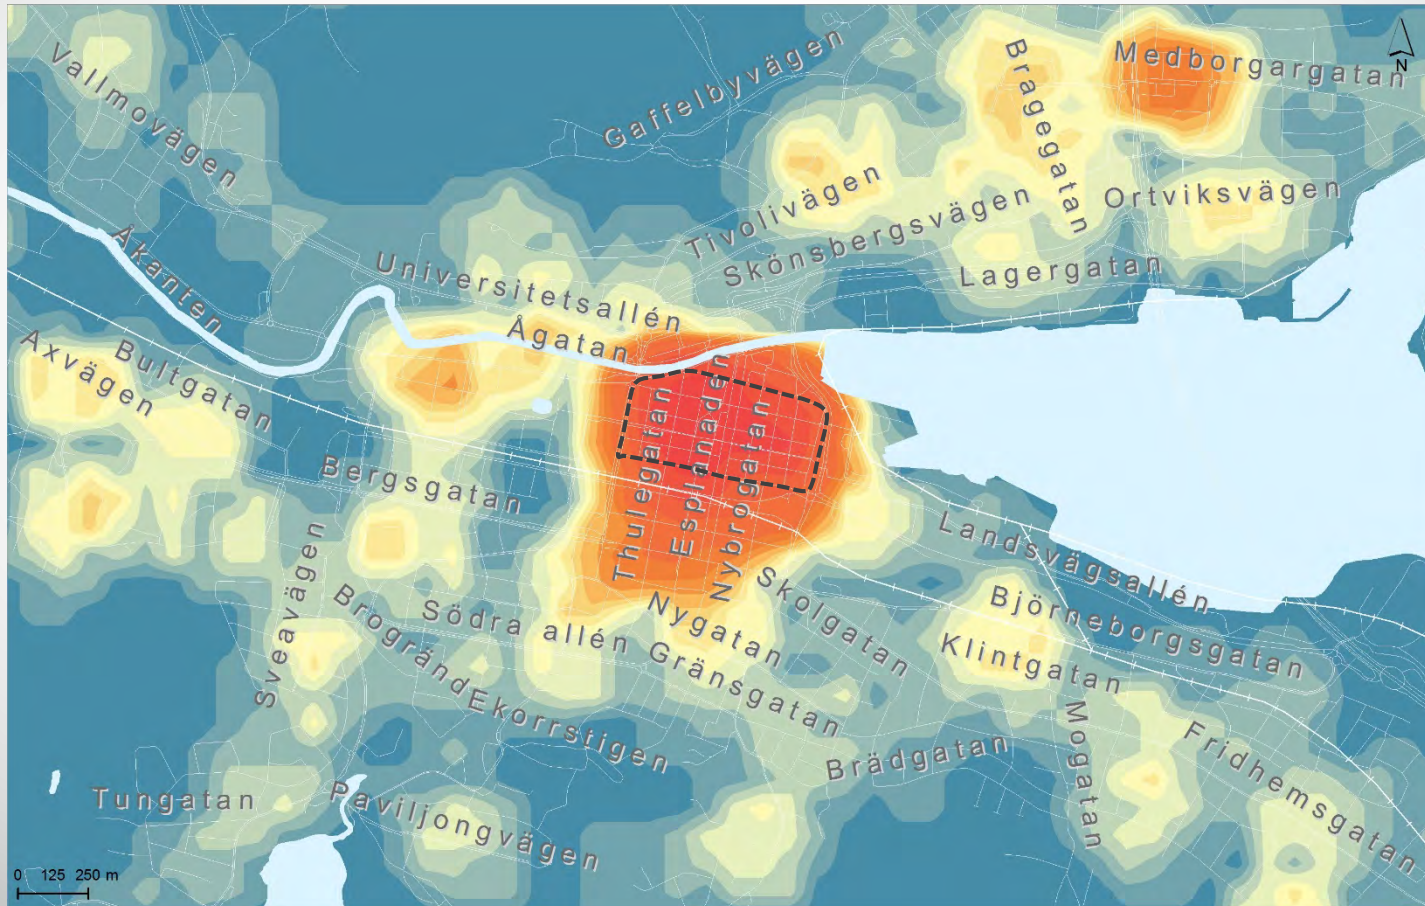 Medborgargatan
N
Bragegatan
Gaffelbyvägen
Vallmovägen
Tivolivägen
Ortviksvägen
Skönsbergsvägen
Lagergatan
Åkanten
Universitetsallén
Ågatan
Axvägen
Bultgatan
Thulegatan
Esplanaden
Nybrogatan
Bergsgatan
Landsvägsallén
Sveavägen
Skolgatan
Björneborgsgatan
Brogränd
Södra allén
Nygatan
Gränsgatan
Klintgatan
Ekorrstigen
Mogatan
Fridhemsgatan
Brädgatan
Tungatan
Paviljongvägen
0 125 250 m